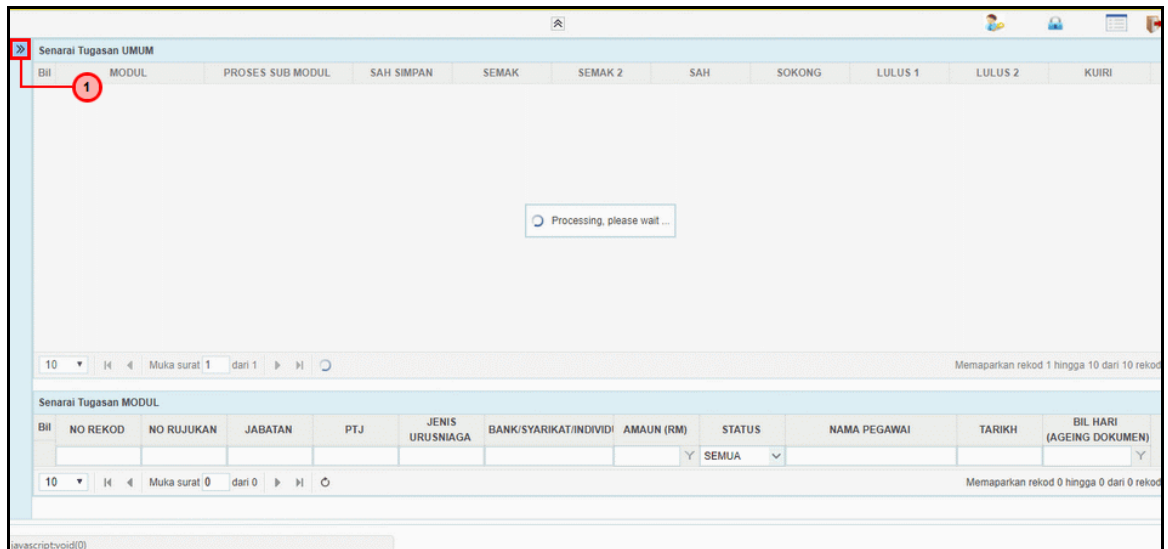 Senarai Tugasan UMUM
Bil MODUL PROSES SUB MODUL SAH SIMPAN SEMAK SEMAK 2 SAH SOKONG LULUS 1 LULUS 2 KUIRI
1
Processing, please wait ...
10 Muka surat 1 dari 1 Memaparkan rekod 1 hingga 10 dari 10 rekod
Senarai Tugasan MODUL
Bil NO REKOD NO RUJUKAN JABATAN PTJ JENIS URUSNIAGA BANK/SYARIKAT/INDIVIDU AMAUN (RM) STATUS NAMA PEGAWAI TARIKH BIL HARI (AGEING DOKUMEN)
SEMUA
10 Muka surat 0 dari 0 Memaparkan rekod 0 hingga 0 dari 0 rekod
javascript:void(0)